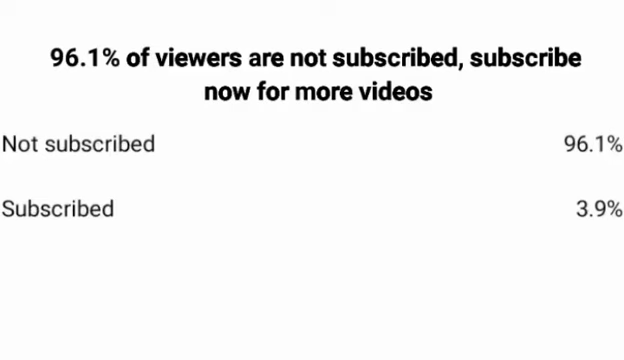 96.1% of viewers are not subscribed, subscribe
now for more videos
Not subscribed 96.1%
Subscribed 3.9%